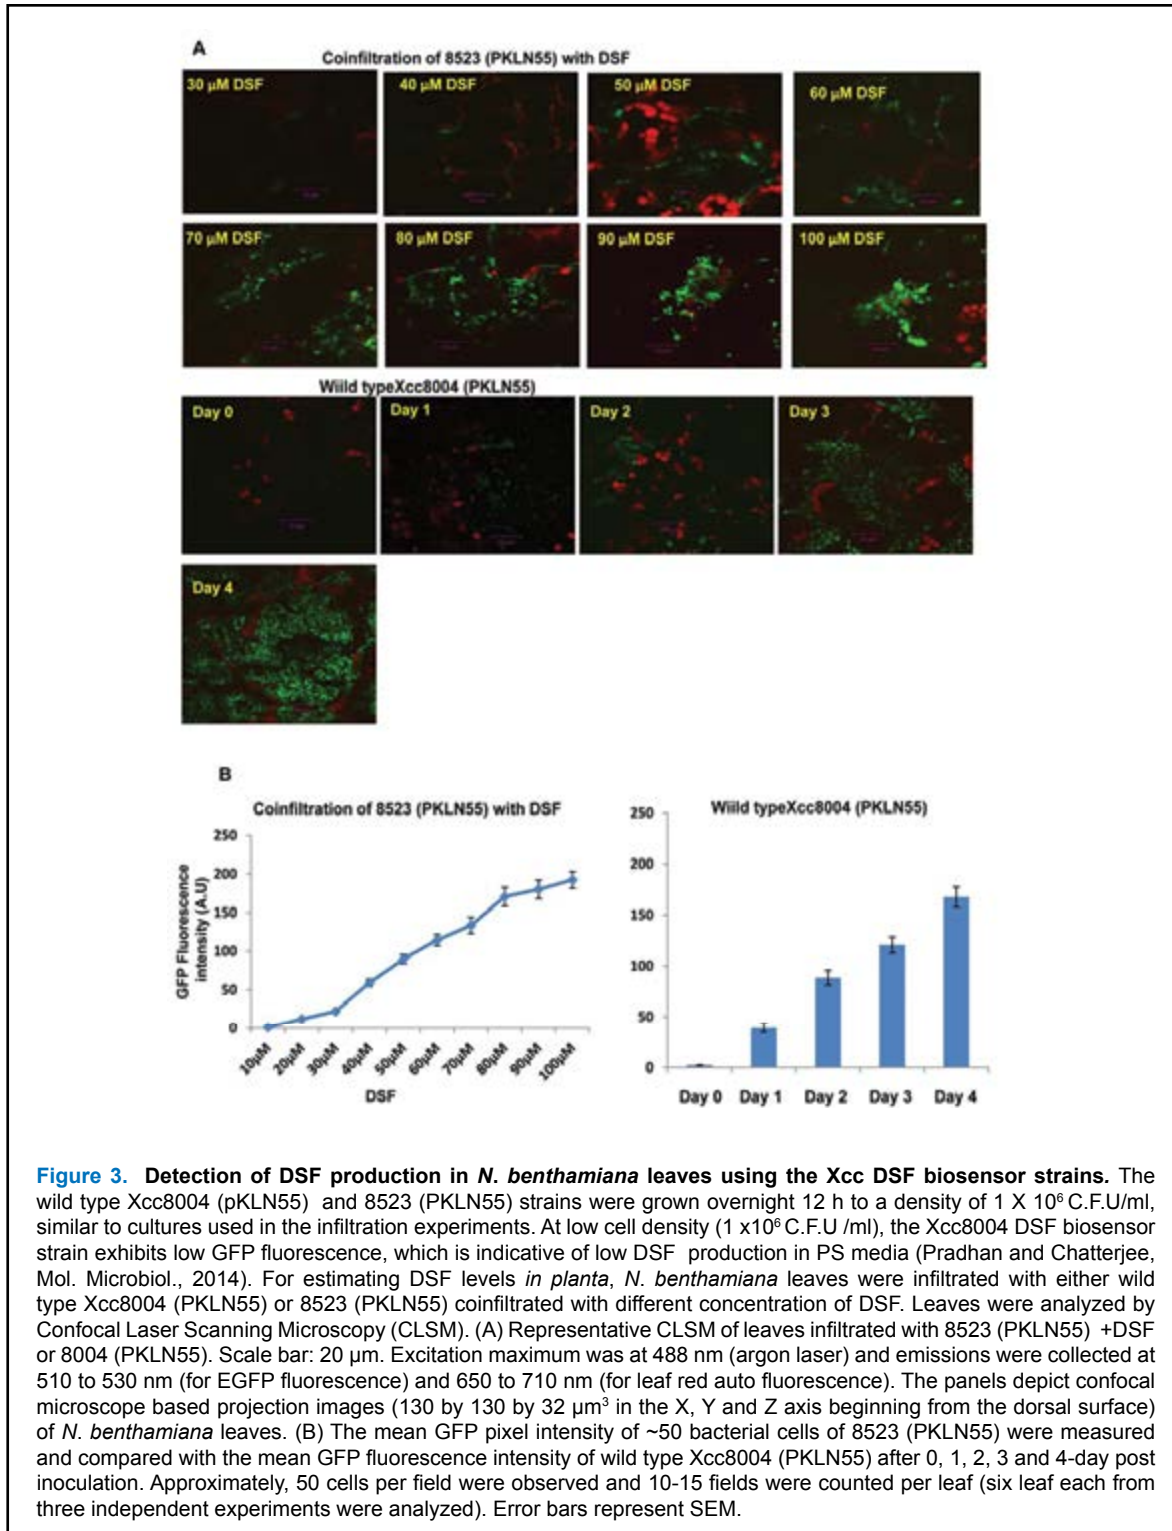 A
Coinfiltration of 8523 (PKLN55) with DSF
30 µM DSF
40 µM DSF
50 µM DSF
60 µM DSF
70 µM DSF
80 µM DSF
90 µM DSF
100 µM DSF
Wiild typeXcc8004 (PKLN55)
Day 0
Day 1
Day 2
Day 3
Day 4
B
Coinfiltration of 8523 (PKLN55) with DSF
GFP Fluorescence
intensity (A.U)
250
200
150
100
50
0
10µM
20µM
30µM
40µM
50µM
60µM
70µM
80µM
90µM
100µM
DSF
Wiild typeXcc8004 (PKLN55)
250
200
150
100
50
0
Day 0
Day 1
Day 2
Day 3
Day 4
Figure 3. Detection of DSF production in N. benthamiana leaves using the Xcc DSF biosensor strains. The
wild type Xcc8004 (pKLN55) and 8523 (PKLN55) strains were grown overnight 12 h to a density of 1 X 10⁶ C.F.U/ml,
similar to cultures used in the infiltration experiments. At low cell density (1 x10⁶ C.F.U /ml), the Xcc8004 DSF biosensor
strain exhibits low GFP fluorescence, which is indicative of low DSF production in PS media (Pradhan and Chatterjee,
Mol. Microbiol., 2014). For estimating DSF levels in planta, N. benthamiana leaves were infiltrated with either wild
type Xcc8004 (PKLN55) or 8523 (PKLN55) coinfiltrated with different concentration of DSF. Leaves were analyzed by
Confocal Laser Scanning Microscopy (CLSM). (A) Representative CLSM of leaves infiltrated with 8523 (PKLN55) +DSF
or 8004 (PKLN55). Scale bar: 20 µm. Excitation maximum was at 488 nm (argon laser) and emissions were collected at
510 to 530 nm (for EGFP fluorescence) and 650 to 710 nm (for leaf red auto fluorescence). The panels depict confocal
microscope based projection images (130 by 130 by 32 µm³ in the X, Y and Z axis beginning from the dorsal surface)
of N. benthamiana leaves. (B) The mean GFP pixel intensity of ~50 bacterial cells of 8523 (PKLN55) were measured
and compared with the mean GFP fluorescence intensity of wild type Xcc8004 (PKLN55) after 0, 1, 2, 3 and 4-day post
inoculation. Approximately, 50 cells per field were observed and 10-15 fields were counted per leaf (six leaf each from
three independent experiments were analyzed). Error bars represent SEM.